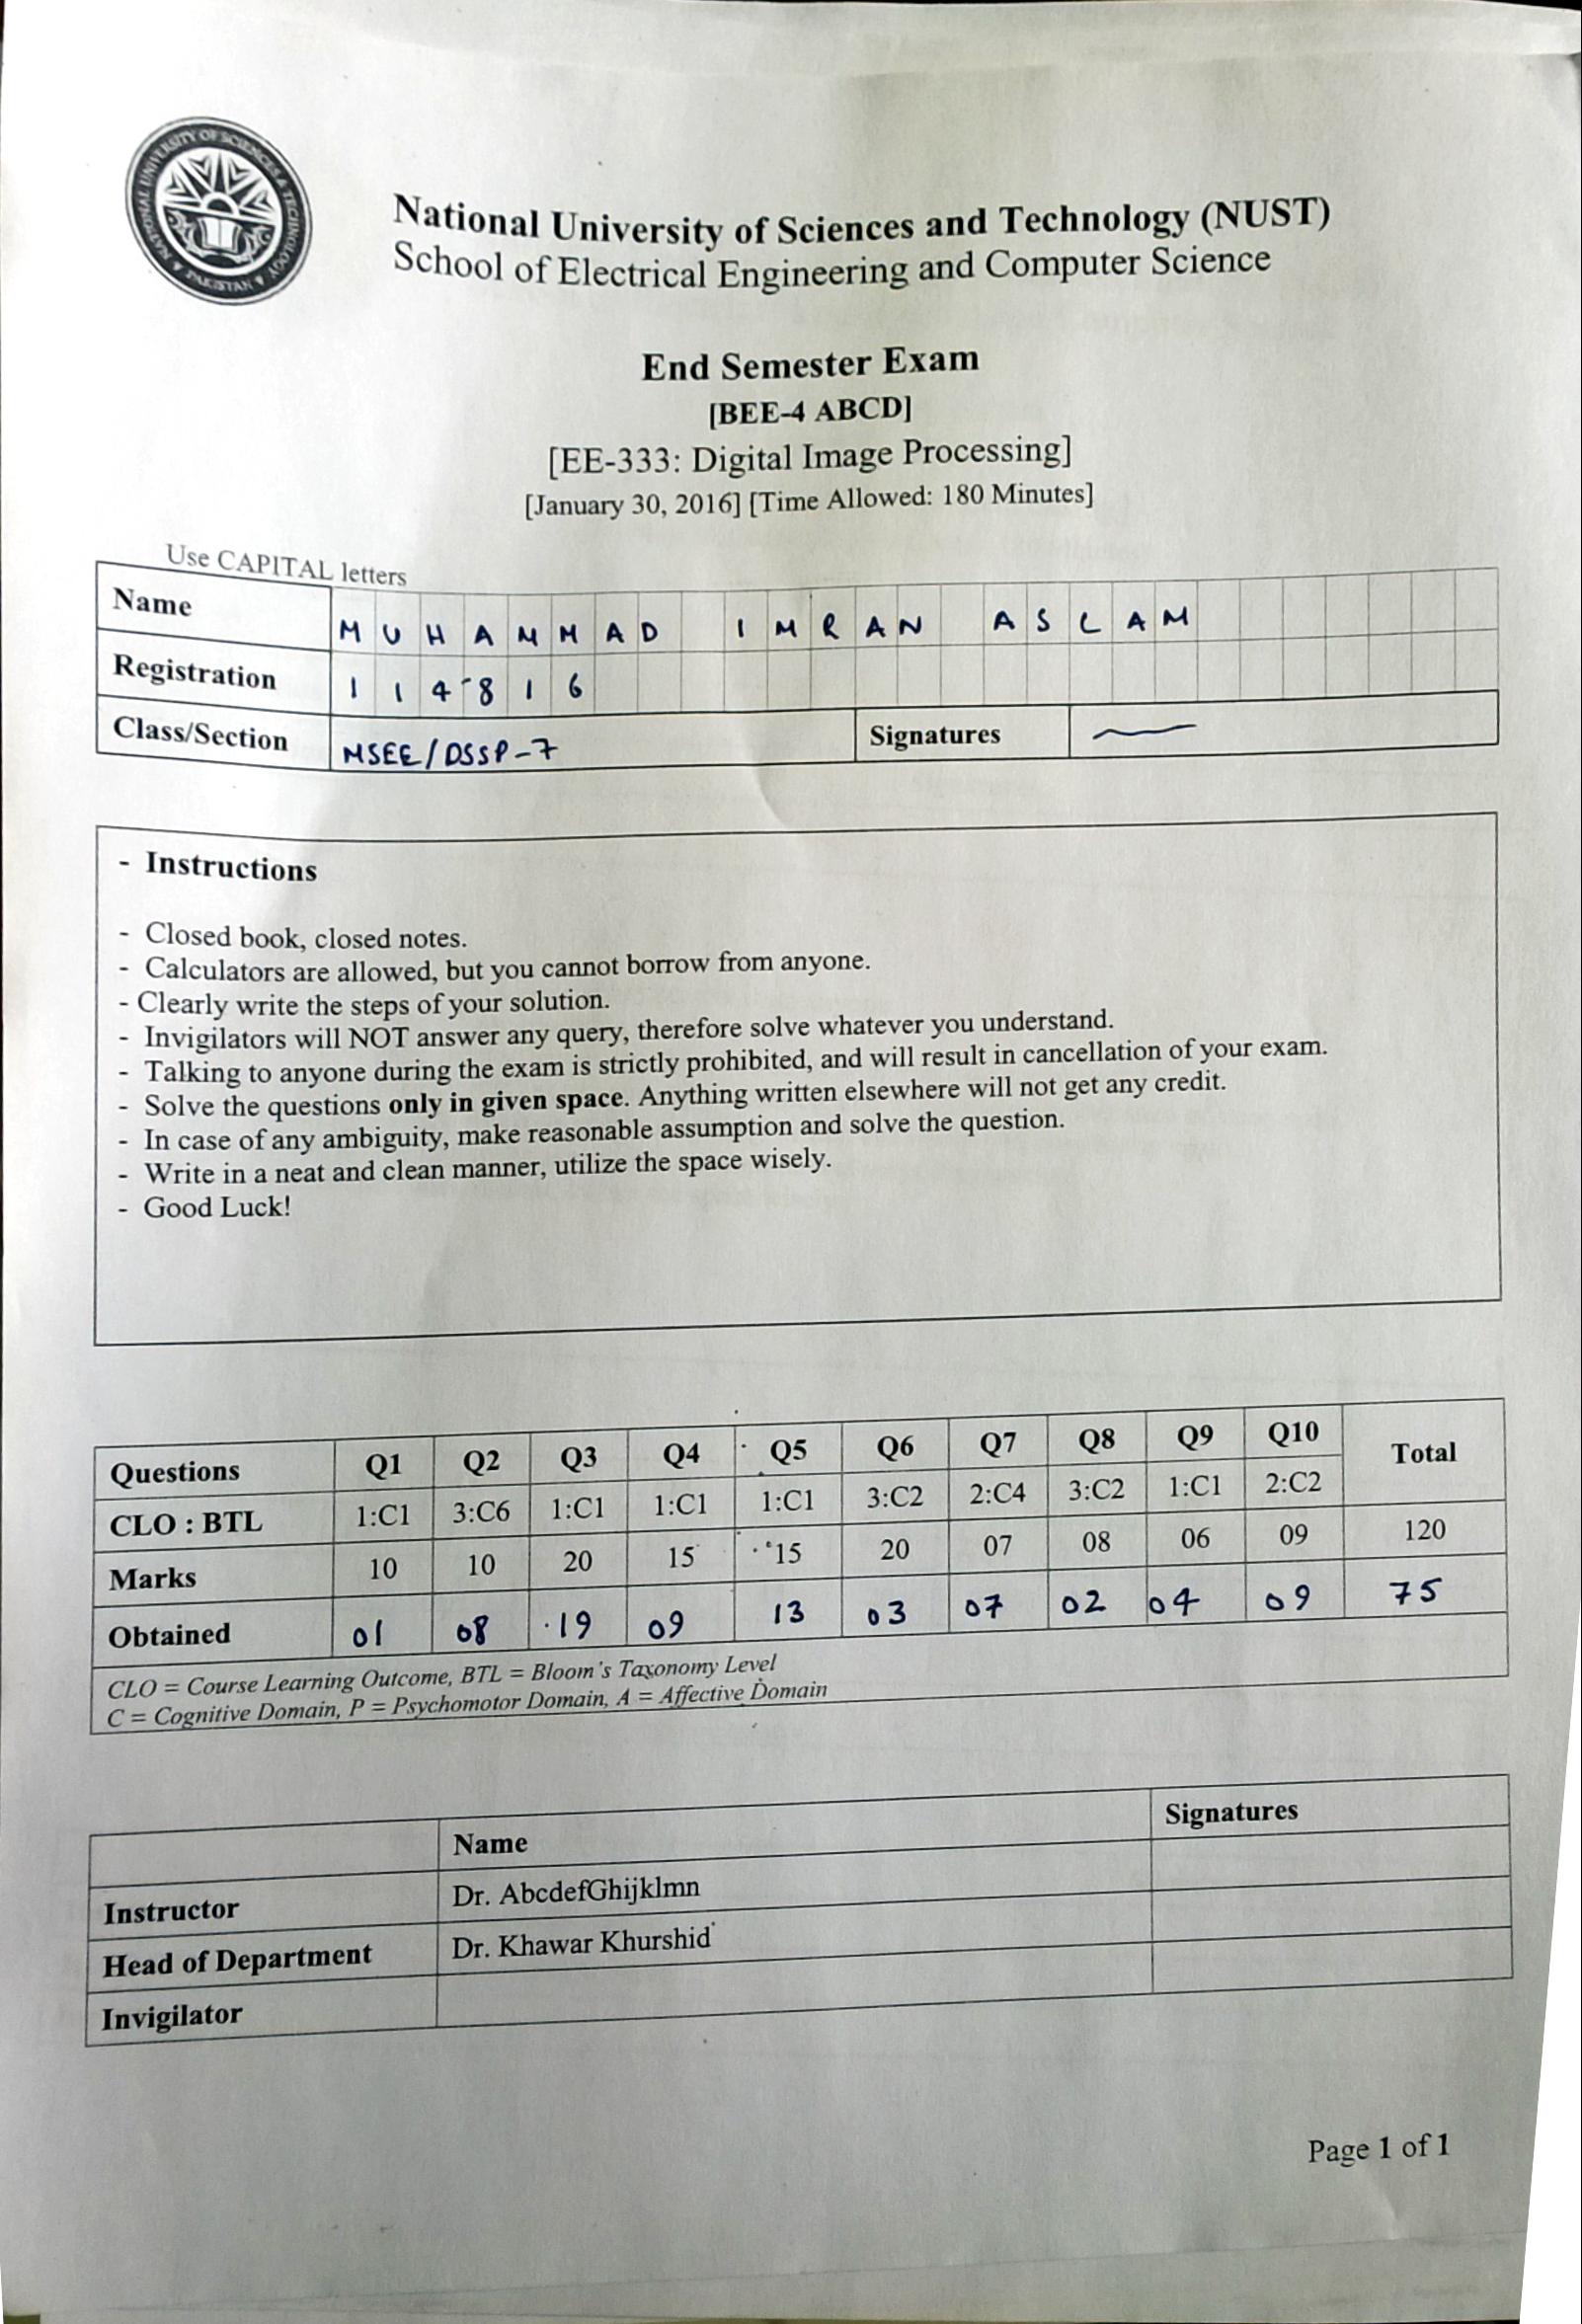 NATIONAL UNIVERSITY OF SCIENCES & TECHNOLOGY
PAKISTAN
National University of Sciences and Technology (NUST)
School of Electrical Engineering and Computer Science
End Semester Exam
[BEE-4 ABCD]
[EE-333: Digital Image Processing]
[January 30, 2016] [Time Allowed: 180 Minutes]
Use CAPITAL letters
Name MUHAMMAD IMRAN ASLAM
Registration 114816
Class/Section MSEE/DSSP-7 Signatures
- Instructions
- Closed book, closed notes.
- Calculators are allowed, but you cannot borrow from anyone.
- Clearly write the steps of your solution.
- Invigilators will NOT answer any query, therefore solve whatever you understand.
- Talking to anyone during the exam is strictly prohibited, and will result in cancellation of your exam.
- Solve the questions only in given space. Anything written elsewhere will not get any credit.
- In case of any ambiguity, make reasonable assumption and solve the question.
- Write in a neat and clean manner, utilize the space wisely.
- Good Luck!
Questions Q1 Q2 Q3 Q4 Q5 Q6 Q7 Q8 Q9 Q10 Total
CLO : BTL 1:C1 3:C6 1:C1 1:C1 1:C1 3:C2 2:C4 3:C2 1:C1 2:C2
Marks 10 10 20 15 15 20 07 08 06 09 120
Obtained 01 08 19 09 13 03 07 02 04 09 75
CLO = Course Learning Outcome, BTL = Bloom's Taxonomy Level
C = Cognitive Domain, P = Psychomotor Domain, A = Affective Domain
Name Signatures
Instructor Dr. AbcdefGhijklmn
Head of Department Dr. Khawar Khurshid
Invigilator
Page 1 of 1